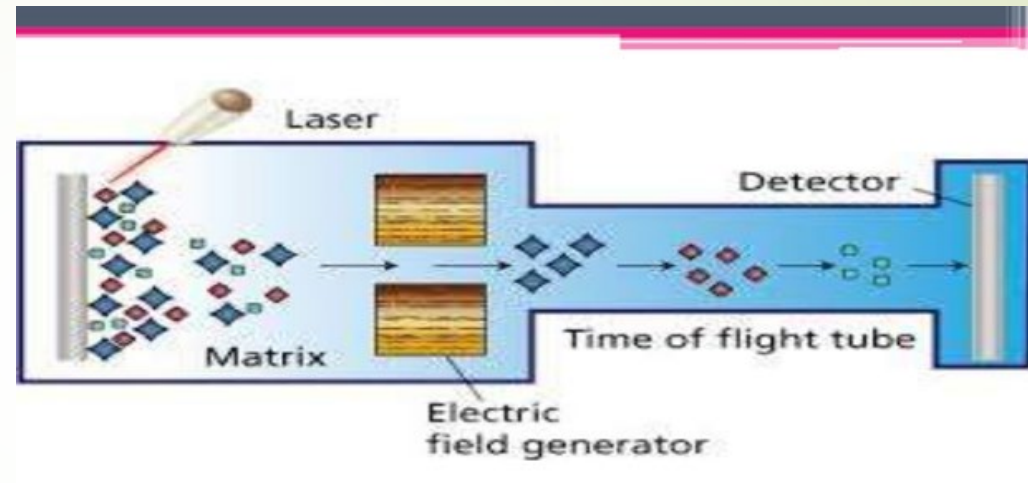 Laser
Detector
Matrix
Time of flight tube
Electric
field generator